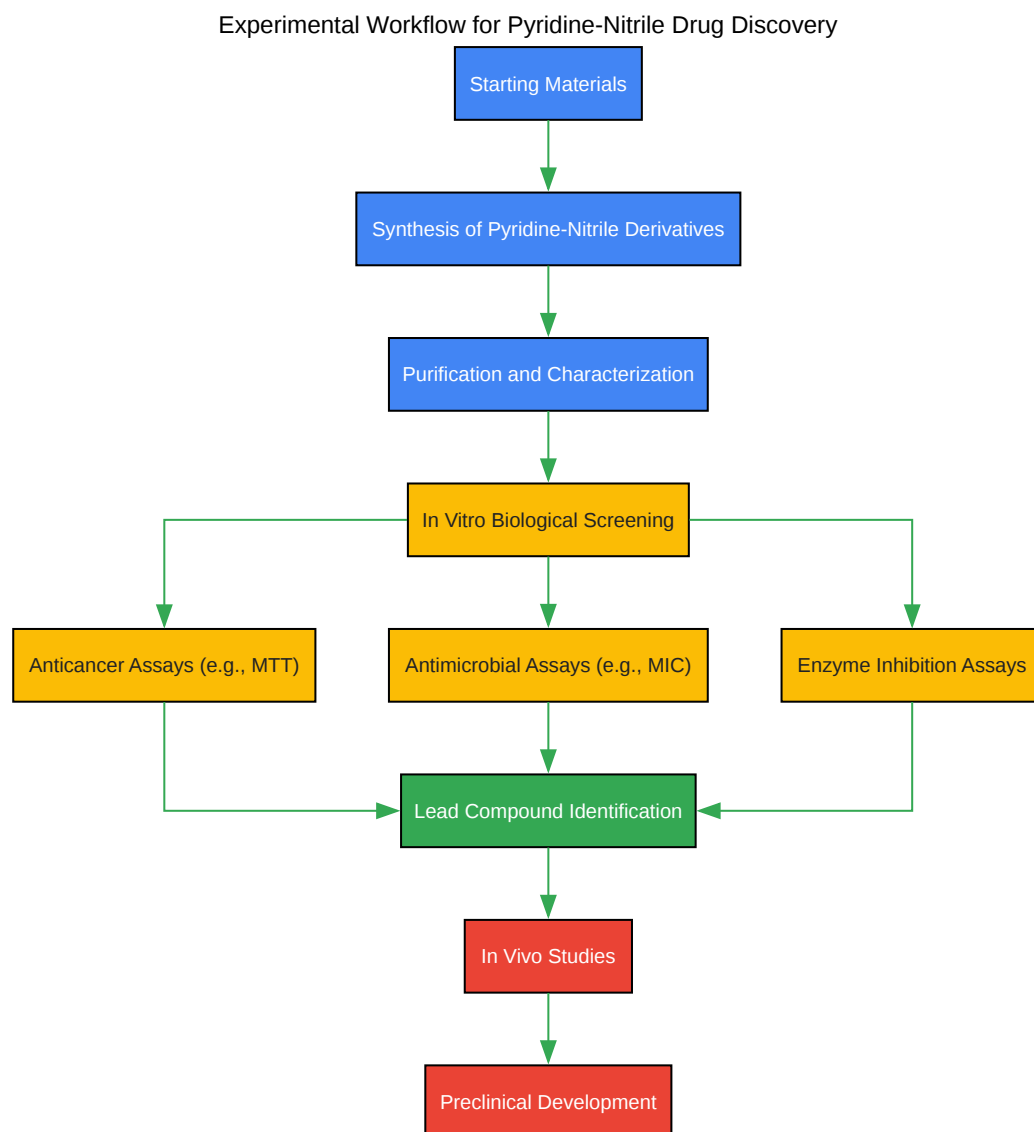 Experimental Workflow for Pyridine-Nitrile Drug Discovery
Starting Materials
Synthesis of Pyridine-Nitrile Derivatives
Purification and Characterization
In Vitro Biological Screening
Anticancer Assays (e.g., MTT)
Antimicrobial Assays (e.g., MIC)
Enzyme Inhibition Assays
Lead Compound Identification
In Vivo Studies
Preclinical Development